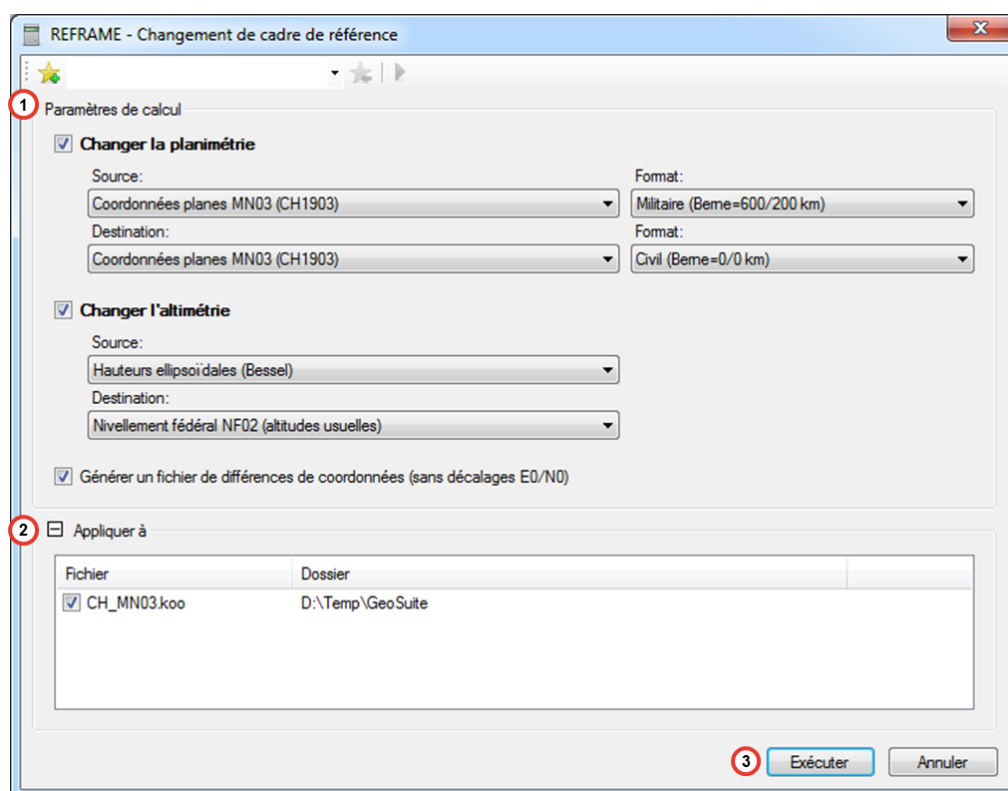 REFRAME - Changement de cadre de référence
1
Paramètres de calcul
Changer la planimétrie
Source: Format:
Coordonnées planes MN03 (CH1903) Militaire (Berne=600/200 km)
Destination: Format:
Coordonnées planes MN03 (CH1903) Civil (Berne=0/0 km)
Changer l'altimétrie
Source:
Hauteurs ellipsoïdales (Bessel)
Destination:
Nivellement fédéral NF02 (altitudes usuelles)
Générer un fichier de différences de coordonnées (sans décalages E0/N0)
2 Appliquer à
Fichier Dossier
CH_MN03.koo D:\Temp\GeoSuite
3 Exécuter Annuler